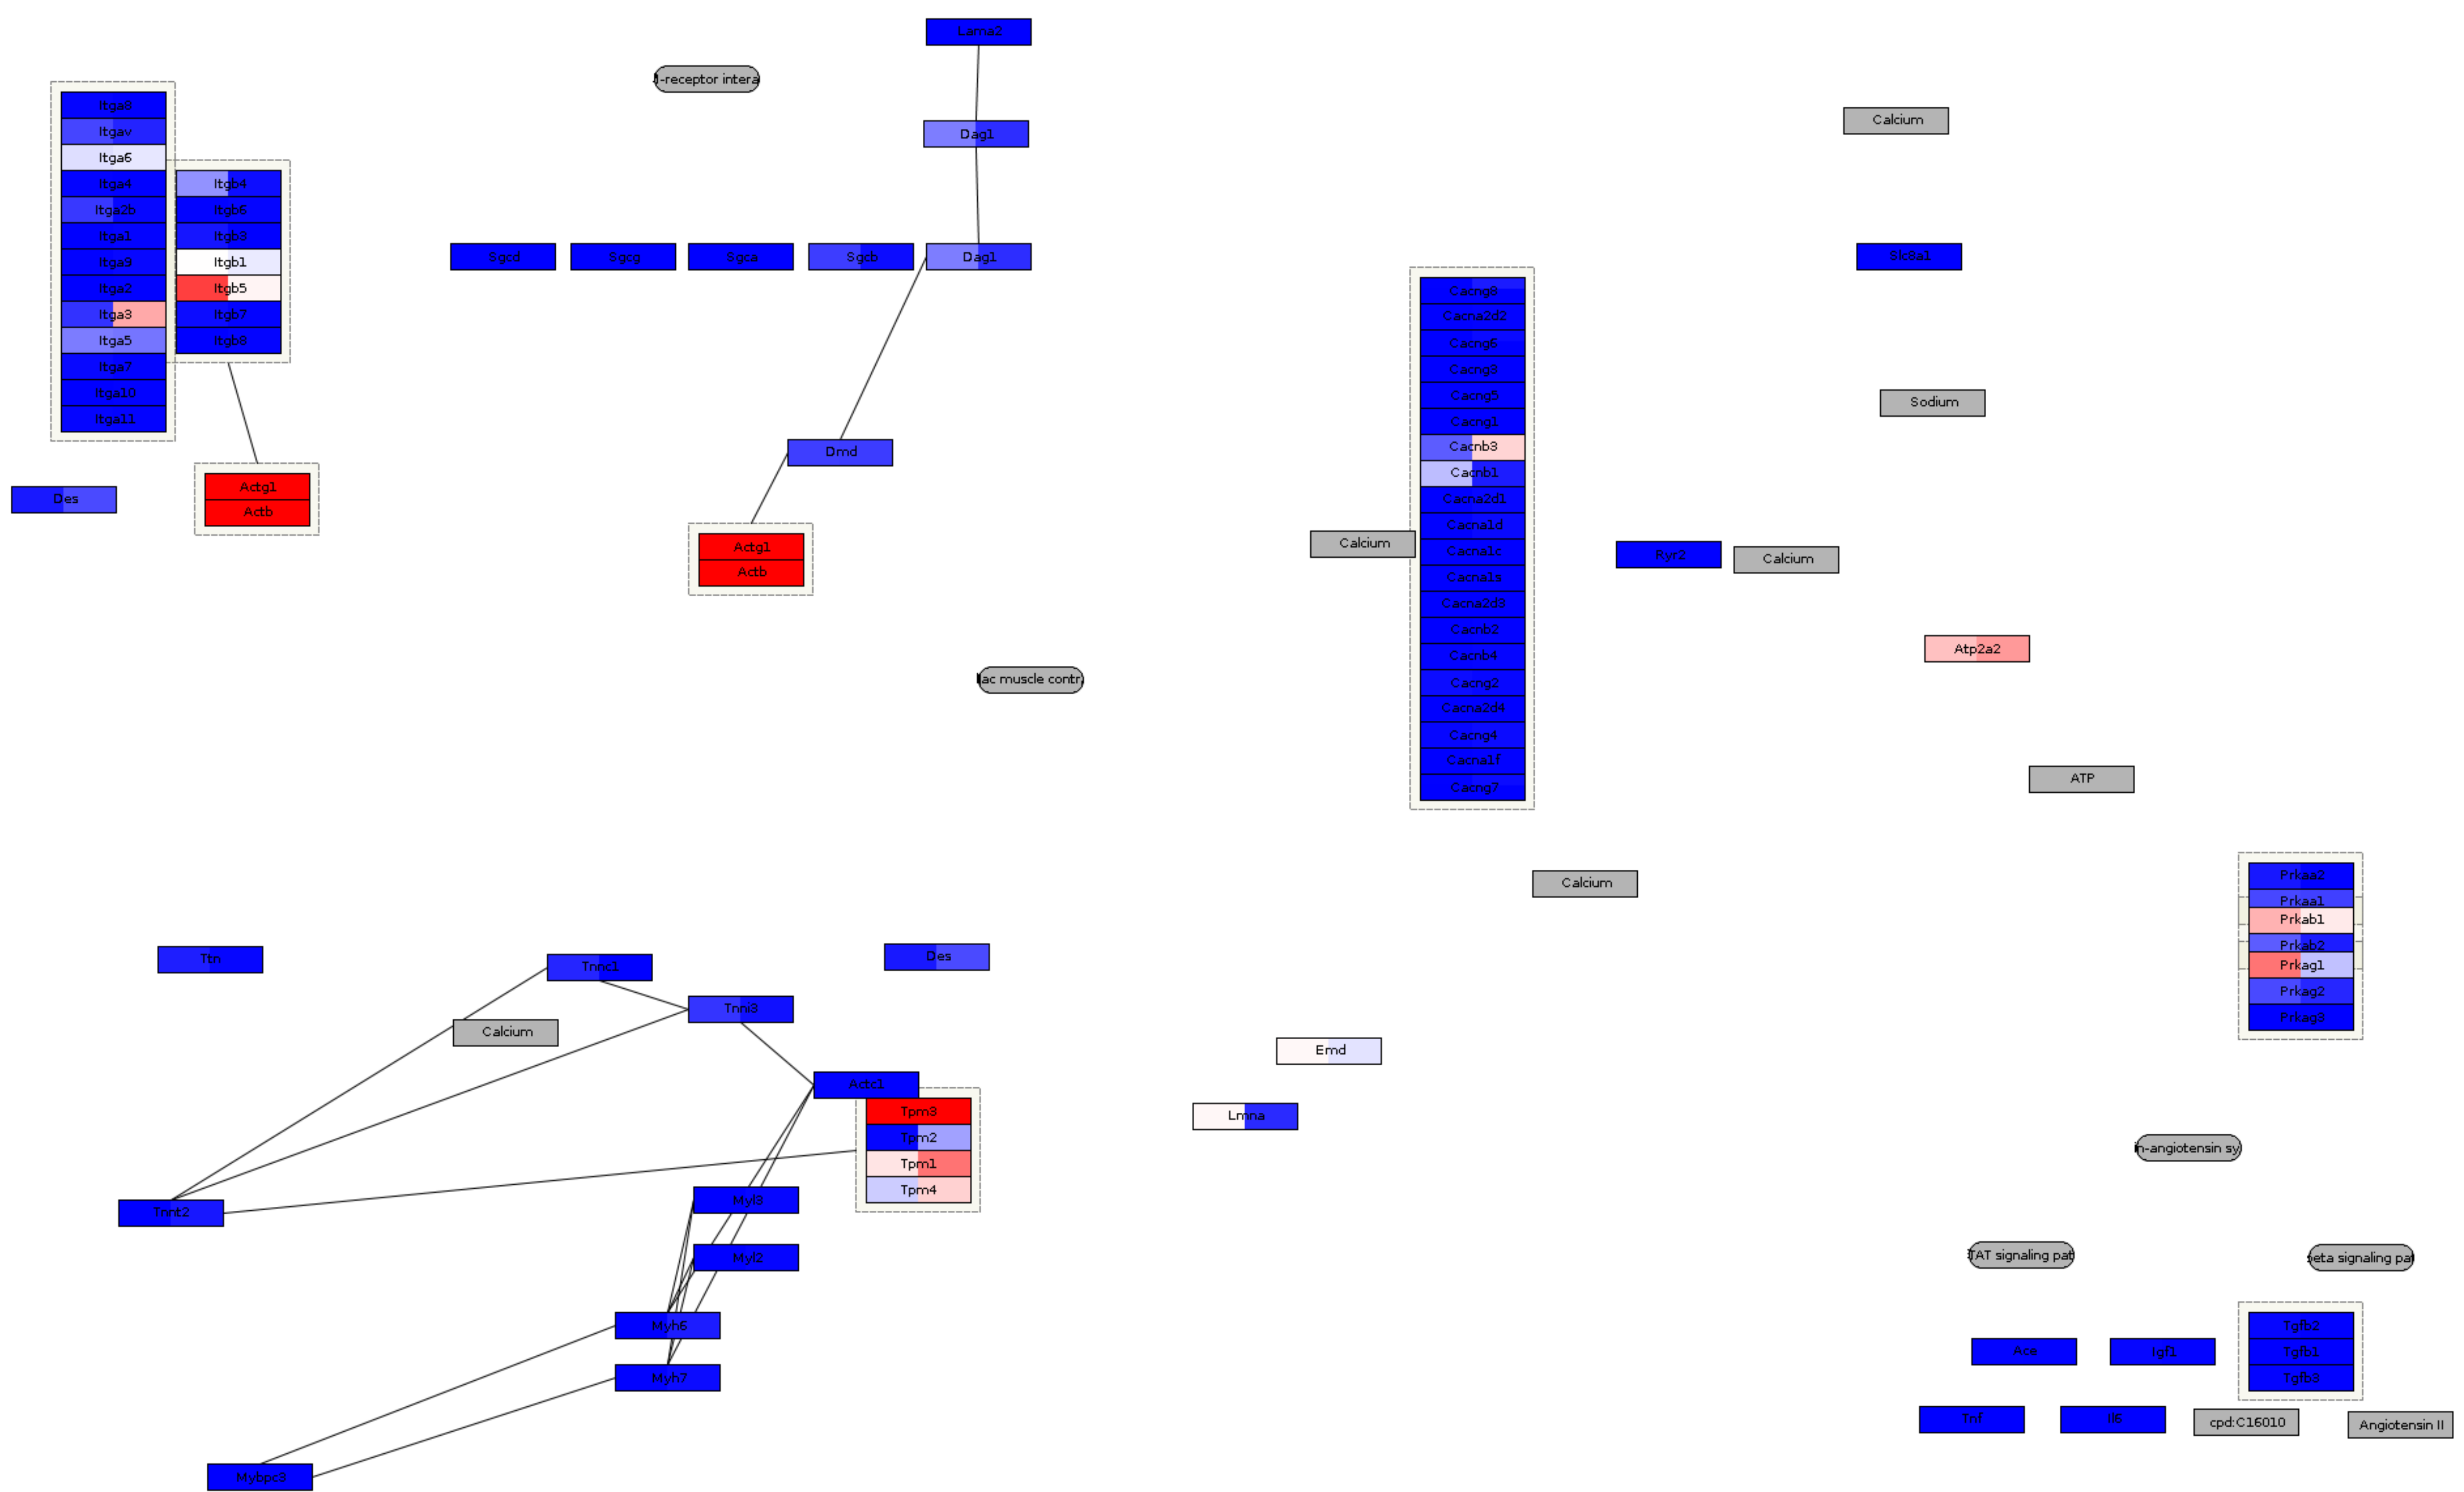 Lama2
-receptor intera
Itga8
Itgav
Itga6
Itga4
Itga2b
Itga1
Itga9
Itga2
Itga3
Itga5
Itga7
Itga10
Itga11
Itgb4
Itgb6
Itgb3
Itgb1
Itgb5
Itgb7
Itgb8
Dag1
Calcium
Sgcd
Sgcg
Sgca
Sgcb
Dag1
Slc8a1
Cacng8
Cacna2d2
Cacng6
Cacng3
Cacng5
Cacng1
Cacnb3
Cacnb1
Cacna2d1
Cacna1d
Cacna1c
Cacna1s
Cacna2d3
Cacnb2
Cacnb4
Cacng2
Cacna2d4
Cacng4
Cacna1f
Cacng7
Sodium
Dmd
Des
Actg1
Actb
Actg1
Actb
Calcium
Ryr2
Calcium
Atp2a2
ac muscle contr
ATP
Calcium
Prkaa2
Prkaa1
Prkab1
Prkab2
Prkag1
Prkag2
Prkag3
Ttn
Tnnc1
Des
Tnni3
Calcium
Emd
Actc1
Tpm3
Tpm2
Tpm1
Tpm4
Lmna
n-angiotensin sy
Tnnt2
Myl3
Myl2
TAT signaling pat
beta signaling pat
Myh6
Myh7
Ace
Igf1
Tgfb2
Tgfb1
Tgfb3
Tnf
Il6
cpd:C16010
Angiotensin II
Mybpc3